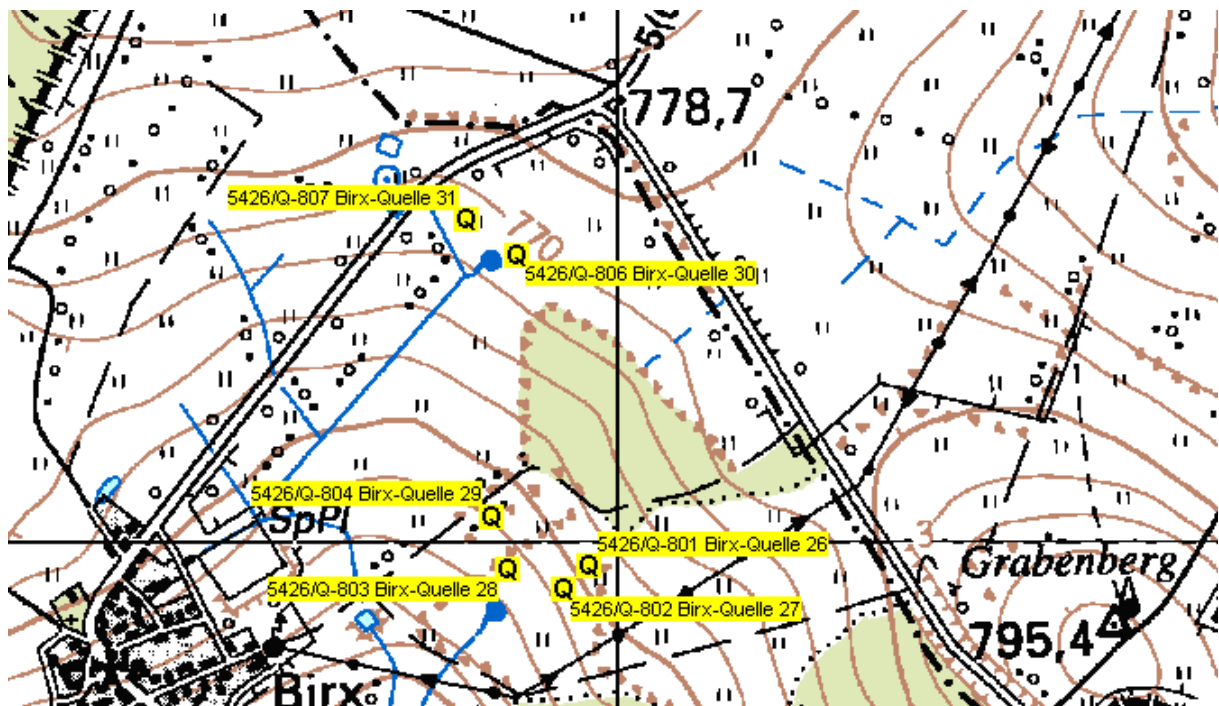 5(
778,7
5426/Q-807 Birx-Quelle 31
Q
770
Q
5426/Q-806 Birx-Quelle 30
5426/Q-804 Birx-Quelle 29
Q
SpPl
5426/Q-801 Birx-Quelle 26
3
Grabenberg
Q
Q
5426/Q-803 Birx-Quelle 28
Q
5426/Q-802 Birx-Quelle 27
795,4
Birx